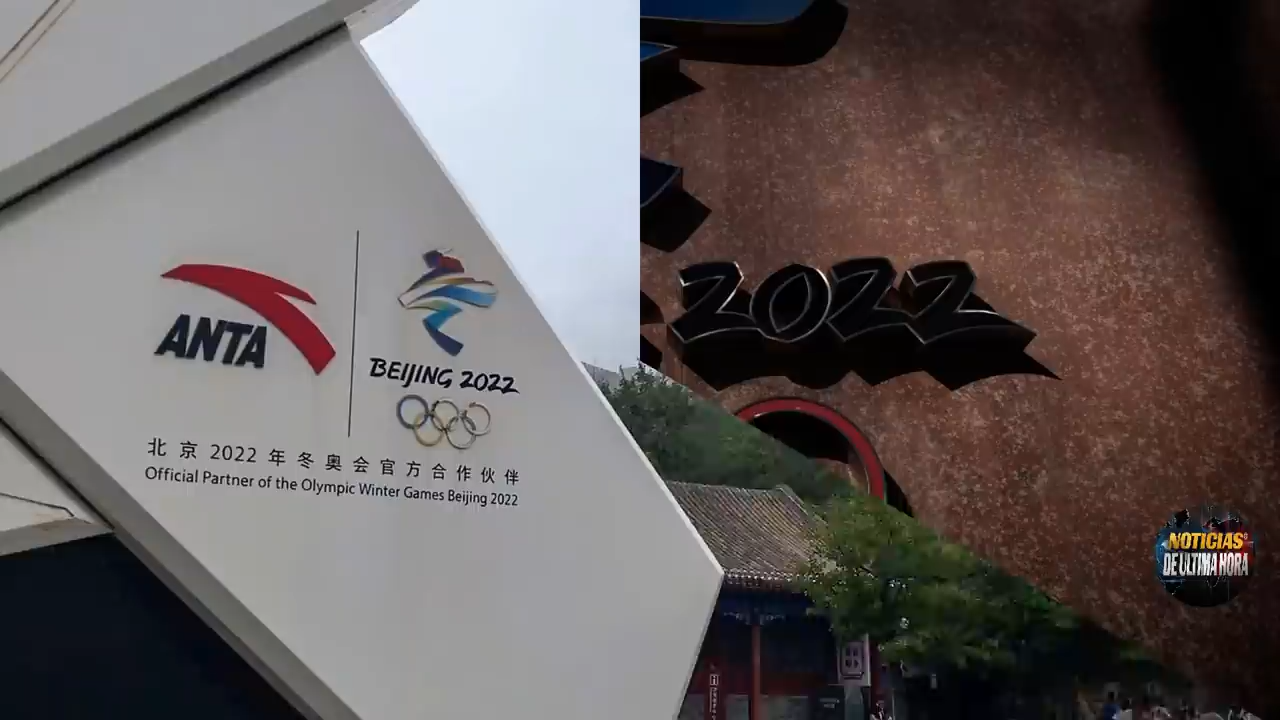 ANTA
BEIJING 2022
北京2022年冬奥会官方合作伙伴
Official Partner of the Olympic Winter Games Beijing 2022
2022
NOTICIAS
DE ULTIMA HORA